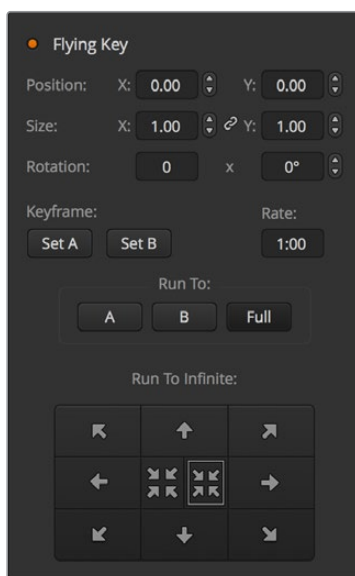 Flying Key
Position: X: 0.00 Y: 0.00
Size: X: 1.00 Y: 1.00
Rotation: 0 x 0°
Keyframe: Rate:
Set A Set B 1:00
Run To:
A B Full
Run To Infinite: